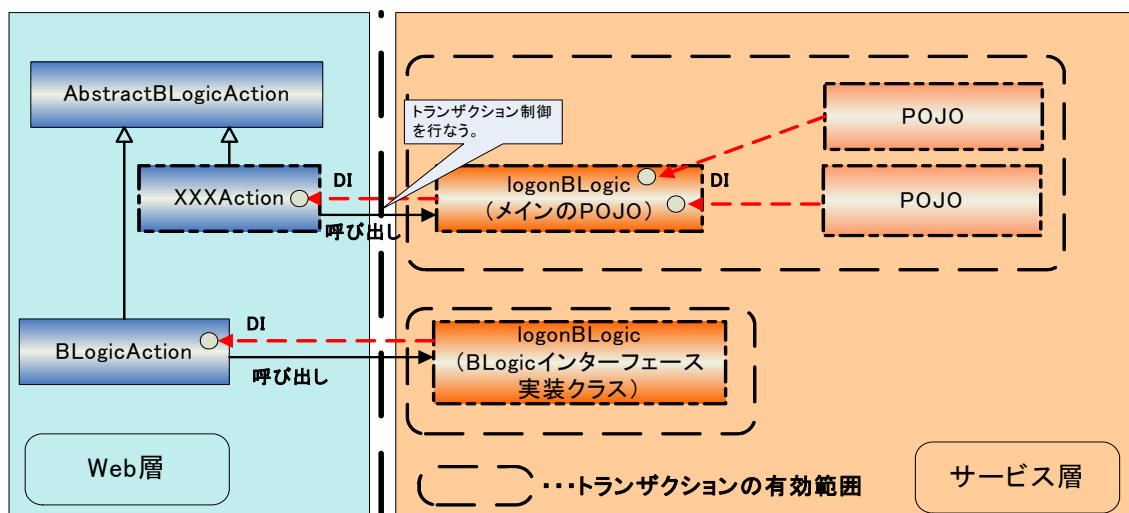 AbstractBLogicAction
トランザクション制御
を行なう。
POJO
XXXAction
DI
logonBLogic
(メインのPOJO)
DI
POJO
呼び出し
BLogicAction
DI
呼び出し
logonBLogic
(BLogicインターフェース
実装クラス)
Web層
・・・トランザクションの有効範囲
サービス層